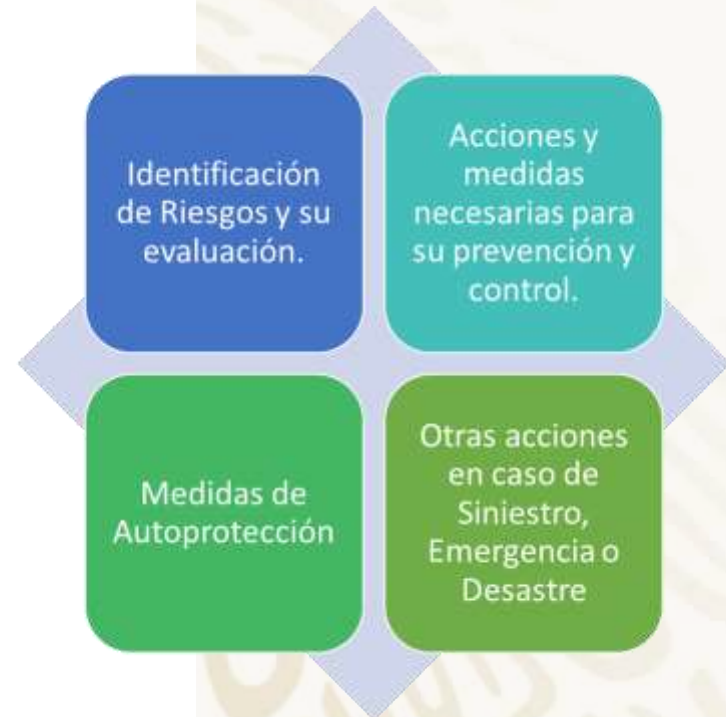 Identificación
de Riesgos y su
evaluación.
Acciones y
medidas
necesarias para
su prevención y
control.
Medidas de
Autoprotección
Otras acciones
en caso de
Siniestro,
Emergencia o
Desastre